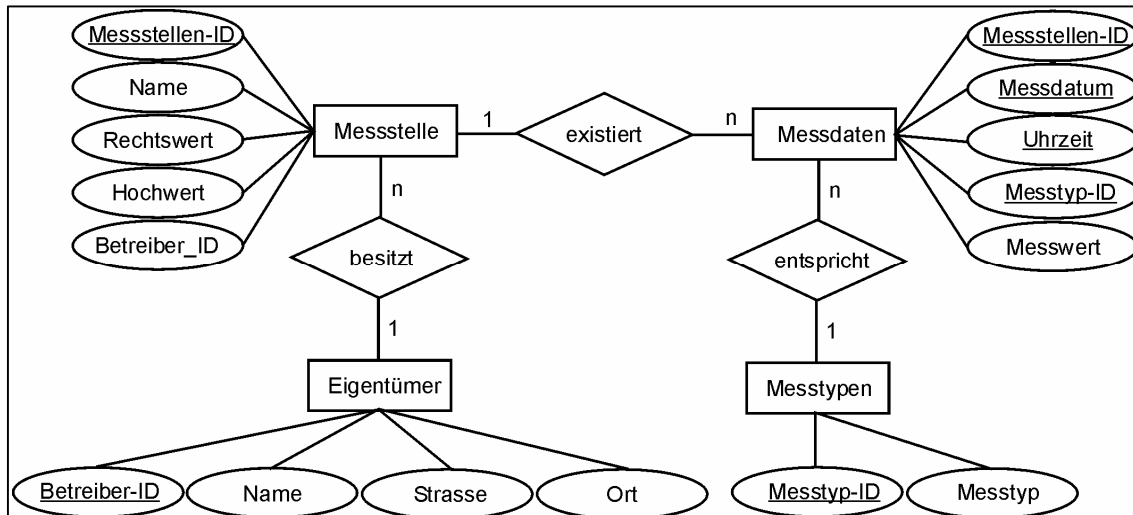 Messstellen-ID
Name
Rechtswert
Hochwert
Betreiber_ID
Messstelle
1
existiert
n
Messdaten
Messstellen-ID
Messdatum
Uhrzeit
Messtyp-ID
Messwert
n
besitzt
1
n
entspricht
1
Eigentümer
Messtypen
Betreiber-ID
Name
Strasse
Ort
Messtyp-ID
Messtyp